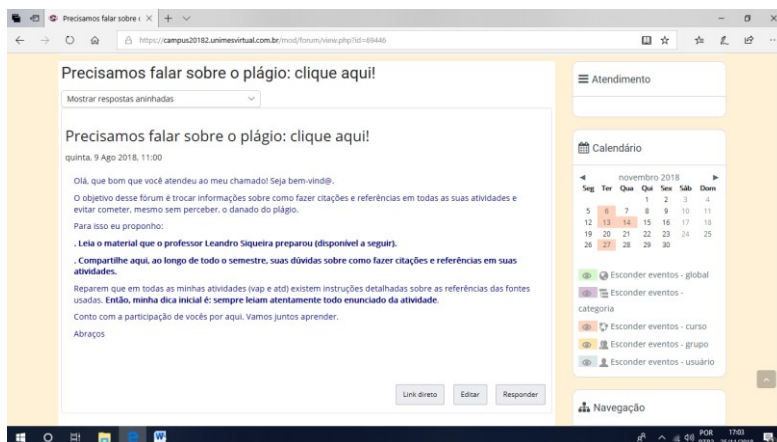 Precisamos falar sobre c
https://campus20182.unimesvirtual.com.br/mod/forum/view.php?id=69446
Precisamos falar sobre o plágio: clique aqui!
Mostrar respostas aninhadas
Precisamos falar sobre o plágio: clique aqui!
quinta, 9 Ago 2018, 11:00
Olá, que bom que você atendeu ao meu chamado! Seja bem-vind@.
O objetivo desse fórum é trocar informações sobre como fazer citações e referências em todas as suas atividades e
evitar cometer, mesmo sem perceber, o danado do plágio.
Para isso eu proponho:
. Leia o material que o professor Leandro Siqueira preparou (disponível a seguir).
. Compartilhe aqui, ao longo de todo o semestre, suas dúvidas sobre como fazer citações e referências em suas
atividades.
Reparem que em todas as minhas atividades (vap e atd) existem instruções detalhadas sobre as referências das fontes
usadas. Então, minha dica inicial é: sempre leiam atentamente todo enunciado da atividade.
Conto com a participação de vocês por aqui. Vamos juntos aprender.
Abraços
Link direto Editar Responder
Atendimento
Calendário
novembro 2018
Seg Ter Qua Qui Sex Sáb Dom
1 2 3 4
5 6 7 8 9 10 11
12 13 14 15 16 17 18
19 20 21 22 23 24 25
26 27 28 29 30
Esconder eventos - global
Esconder eventos -
categoria
Esconder eventos - curso
Esconder eventos - grupo
Esconder eventos - usuário
Navegação
POR 17:03
PTB2 25/11/2018